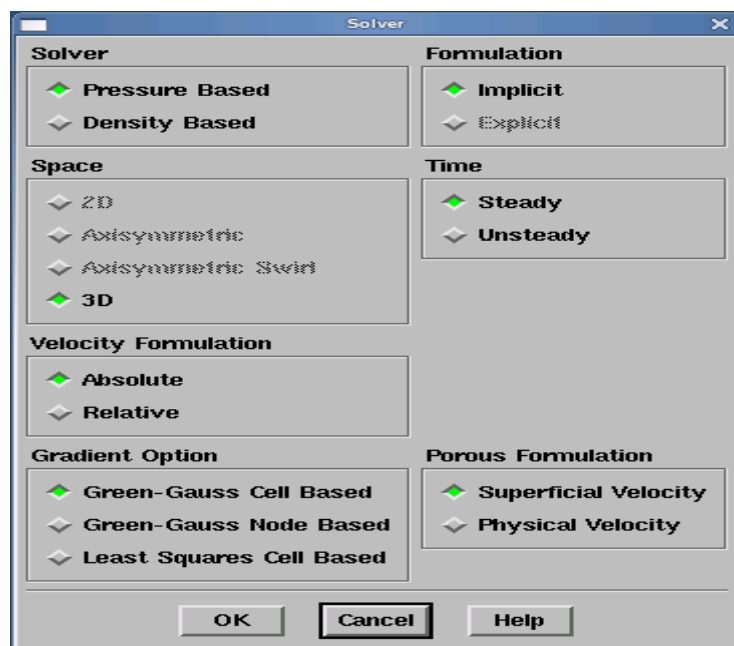 Solver
Solver
Pressure Based
Density Based
Formulation
Implicit
Explicit
Space
2D
Axisymmetric
Axisymmetric Swirl
3D
Time
Steady
Unsteady
Velocity Formulation
Absolute
Relative
Gradient Option
Green-Gauss Cell Based
Green-Gauss Node Based
Least Squares Cell Based
Porous Formulation
Superficial Velocity
Physical Velocity
OK
Cancel
Help